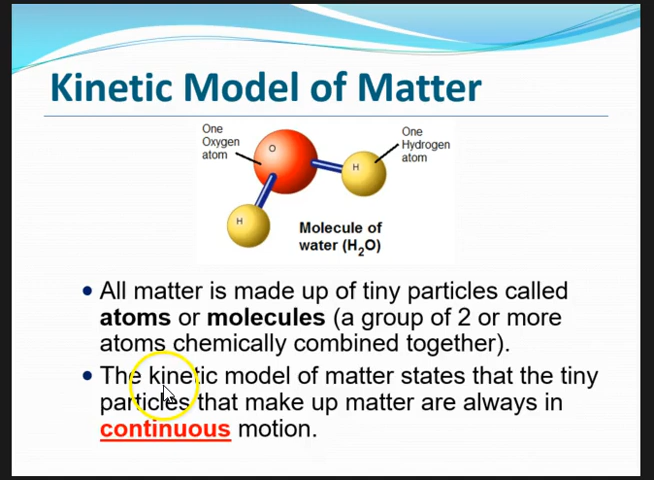 Kinetic Model of Matter
One
Oxygen
atom
O
One
Hydrogen
atom
H
H
Molecule of
water (H₂O)
• All matter is made up of tiny particles called
atoms or molecules (a group of 2 or more
atoms chemically combined together).
• The kinetic model of matter states that the tiny
particles that make up matter are always in
continuous motion.